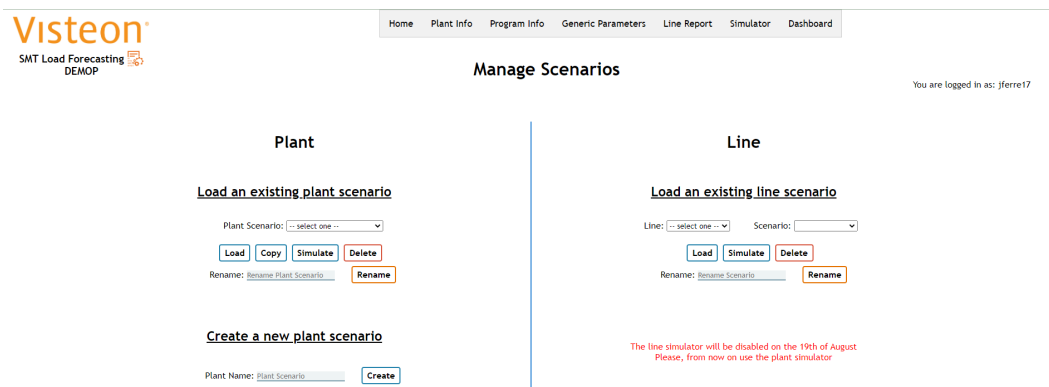 Visteon
SMT Load Forecasting
DEMOP
Home Plant Info Program Info Generic Parameters Line Report Simulator Dashboard
Manage Scenarios
You are logged in as: jferre17
Plant
Load an existing plant scenario
Plant Scenario: -- select one --
Load Copy Simulate Delete
Rename: Rename Plant Scenario Rename
Create a new plant scenario
Plant Name: Plant Scenario Create
Line
Load an existing line scenario
Line: -- select one -- Scenario:
Load Simulate Delete
Rename: Rename Scenario Rename
The line simulator will be disabled on the 19th of August
Please, from now on use the plant simulator